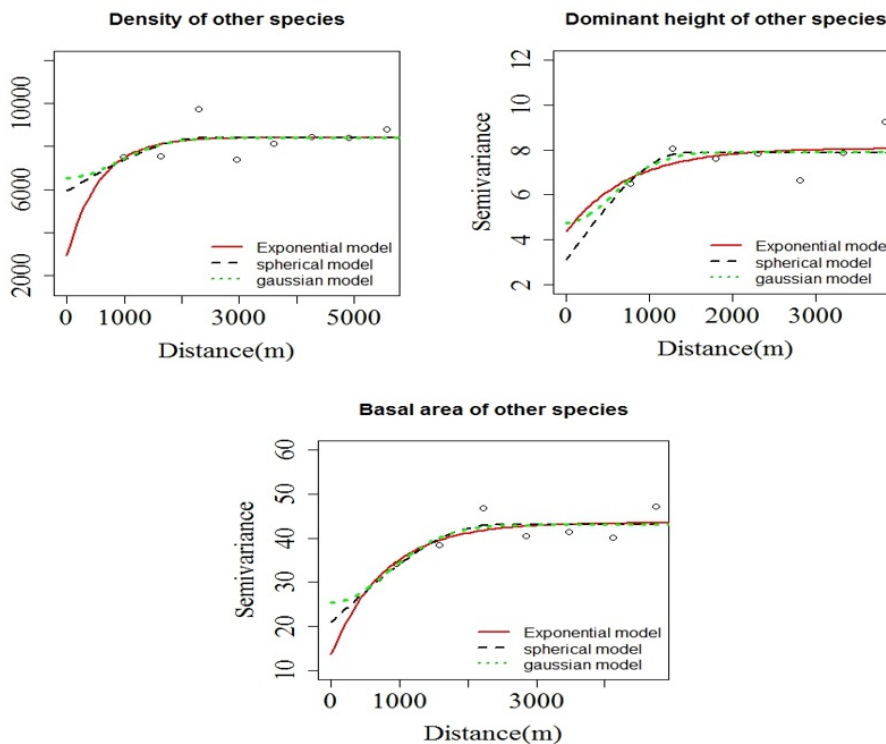 Density of other species
10000
6000
2000
Exponential model
spherical model
gaussian model
0 1000 3000 5000
Distance(m)
Dominant height of other species
Semivariance
12
10
8
6
4
2
Exponential model
spherical model
gaussian model
0 1000 2000 3000
Distance(m)
Basal area of other species
Semivariance
60
50
40
30
20
10
Exponential model
spherical model
gaussian model
0 1000 3000
Distance(m)